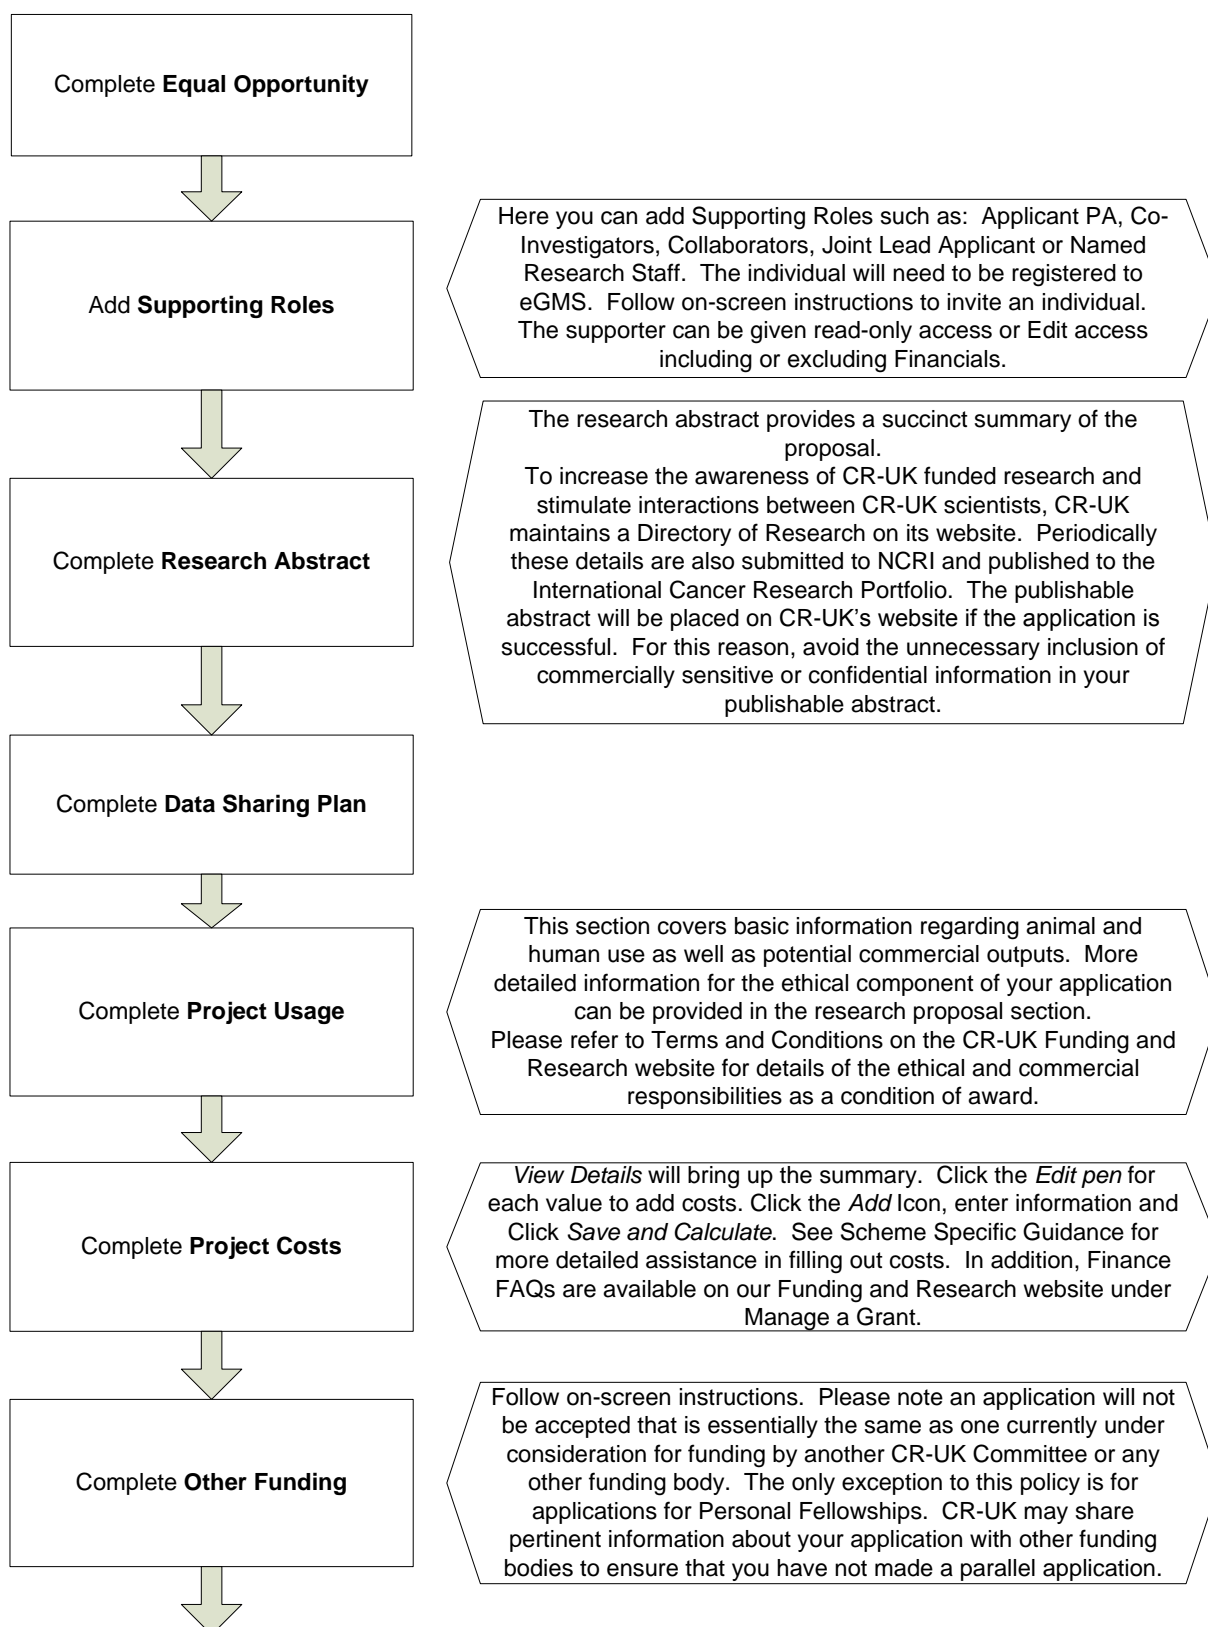 Complete Equal Opportunity
Add Supporting Roles
Here you can add Supporting Roles such as:  Applicant PA, Co-
Investigators, Collaborators, Joint Lead Applicant or Named
Research Staff.  The individual will need to be registered to
eGMS.  Follow on-screen instructions to invite an individual.
The supporter can be given read-only access or Edit access
including or excluding Financials.
Complete Research Abstract
The research abstract provides a succinct summary of the
proposal.
To increase the awareness of CR-UK funded research and
stimulate interactions between CR-UK scientists, CR-UK
maintains a Directory of Research on its website.  Periodically
these details are also submitted to NCRI and published to the
International Cancer Research Portfolio.  The publishable
abstract will be placed on CR-UK’s website if the application is
successful.  For this reason, avoid the unnecessary inclusion of
commercially sensitive or confidential information in your
publishable abstract.
Complete Data Sharing Plan
Complete Project Usage
This section covers basic information regarding animal and
human use as well as potential commercial outputs.  More
detailed information for the ethical component of your application
can be provided in the research proposal section.
Please refer to Terms and Conditions on the CR-UK Funding and
Research website for details of the ethical and commercial
responsibilities as a condition of award.
Complete Project Costs
View Details will bring up the summary.  Click the Edit pen for
each value to add costs. Click the Add Icon, enter information and
Click Save and Calculate.  See Scheme Specific Guidance for
more detailed assistance in filling out costs.  In addition, Finance
FAQs are available on our Funding and Research website under
Manage a Grant.
Complete Other Funding
Follow on-screen instructions.  Please note an application will not
be accepted that is essentially the same as one currently under
consideration for funding by another CR-UK Committee or any
other funding body.  The only exception to this policy is for
applications for Personal Fellowships.  CR-UK may share
pertinent information about your application with other funding
bodies to ensure that you have not made a parallel application.